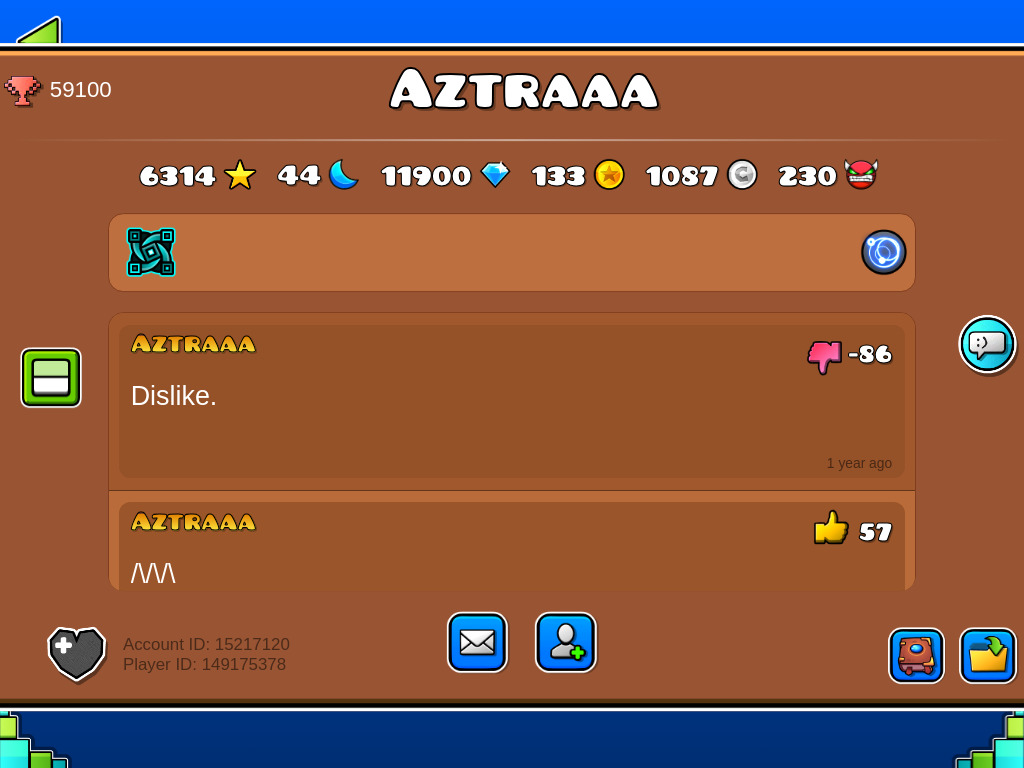 59100
Aztraaa
6314 44 11900 133 1087 230
Aztraaa
-86
Dislike.
1 year ago
Aztraaa
57
/\/\/\
Account ID: 15217120
Player ID: 149175378